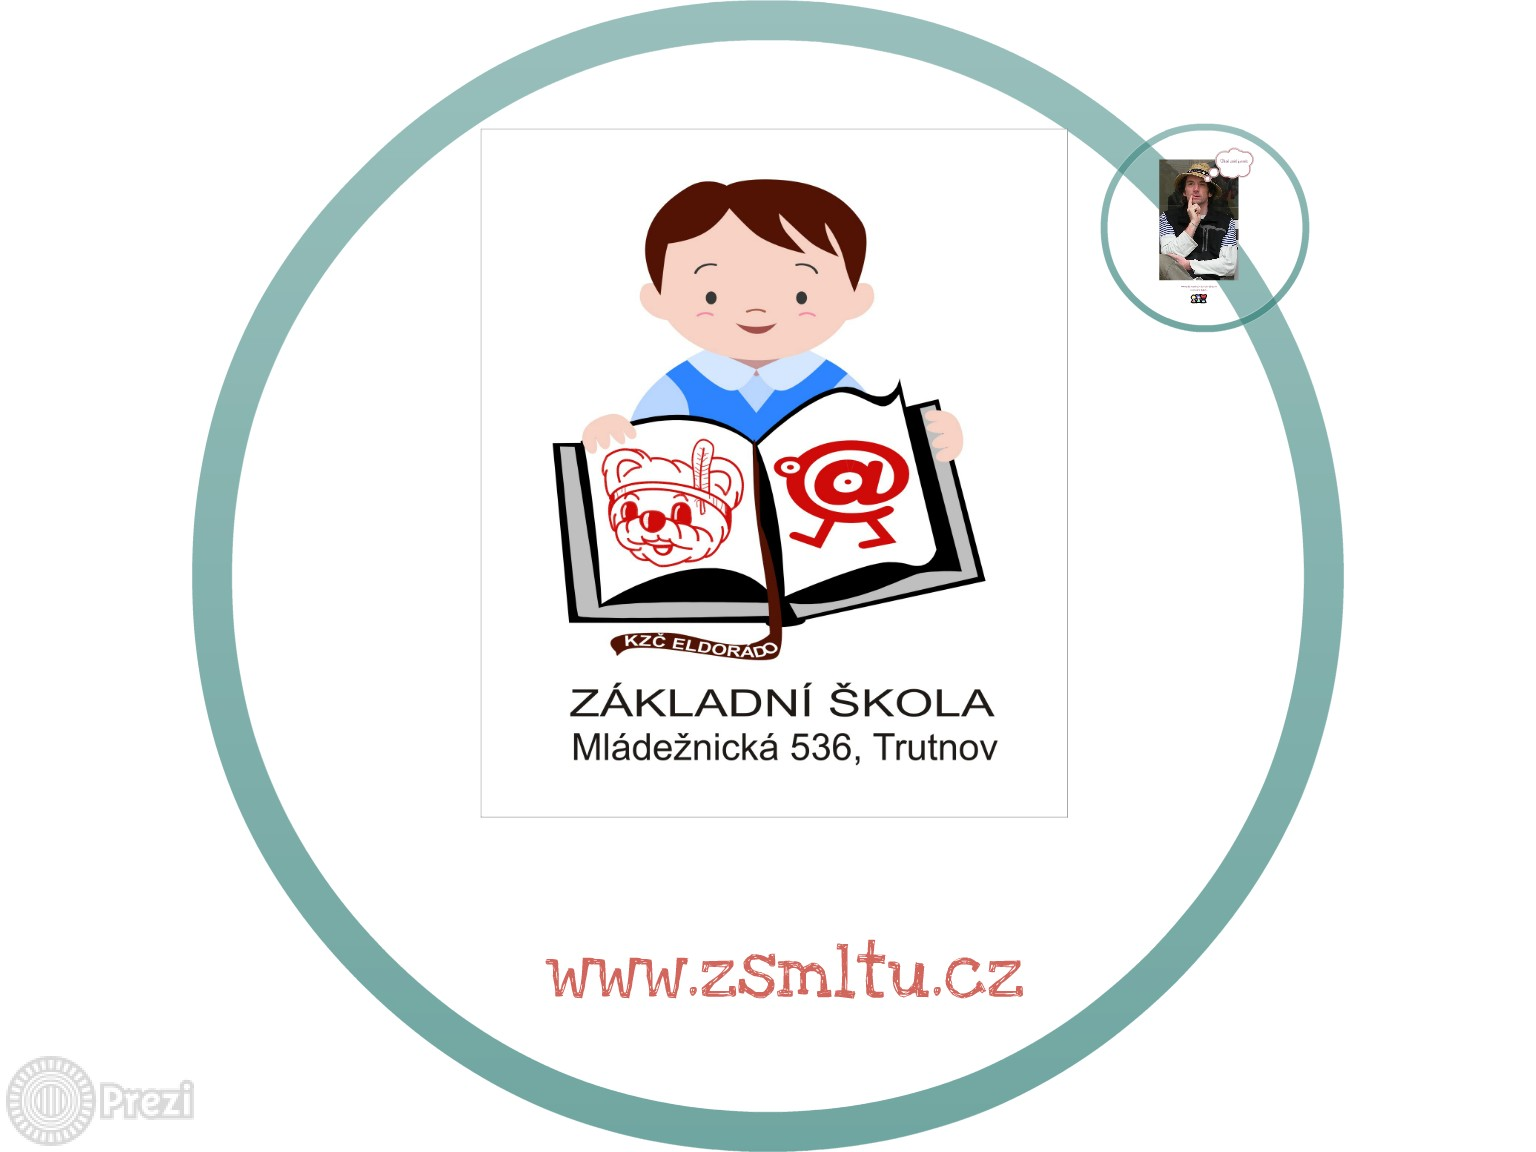 KZČ ELDORÁDO
ZÁKLADNÍ ŠKOLA
Mládežnická 536, Trutnov
www.zsmltu.cz
Prezi